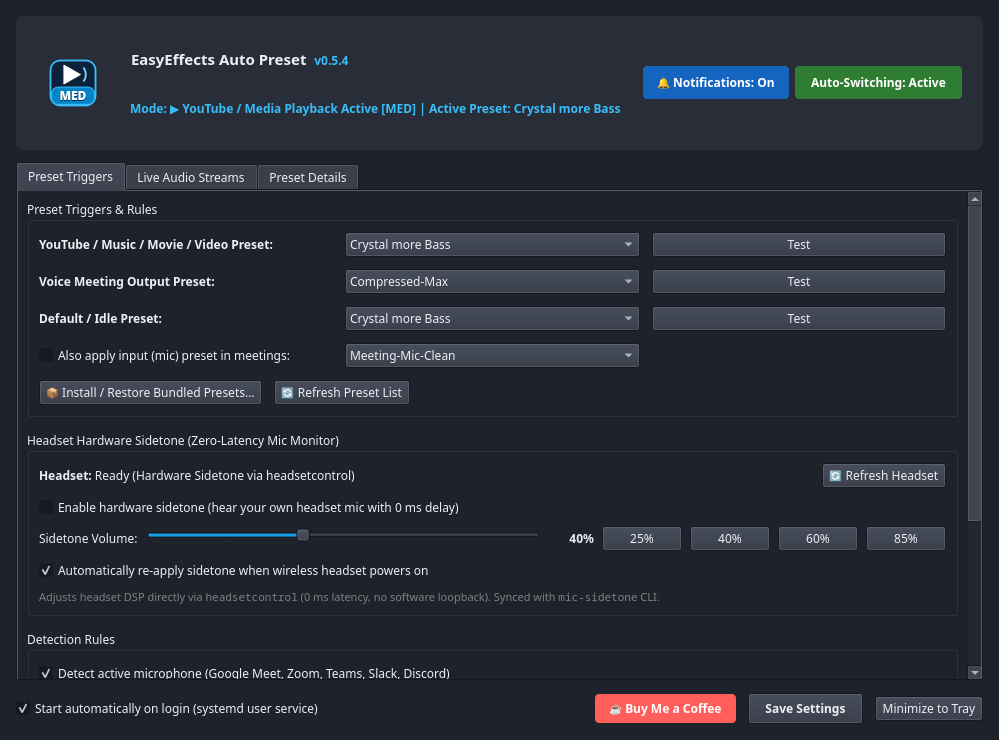 EasyEffects Auto Preset v0.5.4
MED
Mode: ▶ YouTube / Media Playback Active [MED] | Active Preset: Crystal more Bass
🔔 Notifications: On
Auto-Switching: Active
Preset Triggers
Live Audio Streams
Preset Details
Preset Triggers & Rules
YouTube / Music / Movie / Video Preset:
Crystal more Bass
Test
Voice Meeting Output Preset:
Compressed-Max
Test
Default / Idle Preset:
Crystal more Bass
Test
Also apply input (mic) preset in meetings:
Meeting-Mic-Clean
📦 Install / Restore Bundled Presets...
🔄 Refresh Preset List
Headset Hardware Sidetone (Zero-Latency Mic Monitor)
Headset: Ready (Hardware Sidetone via headsetcontrol)
🔄 Refresh Headset
Enable hardware sidetone (hear your own headset mic with 0 ms delay)
Sidetone Volume:
40%
25%
40%
60%
85%
Automatically re-apply sidetone when wireless headset powers on
Adjusts headset DSP directly via headsetcontrol (0 ms latency, no software loopback). Synced with mic-sidetone CLI.
Detection Rules
Detect active microphone (Google Meet, Zoom, Teams, Slack, Discord)
Start automatically on login (systemd user service)
☕ Buy Me a Coffee
Save Settings
Minimize to Tray